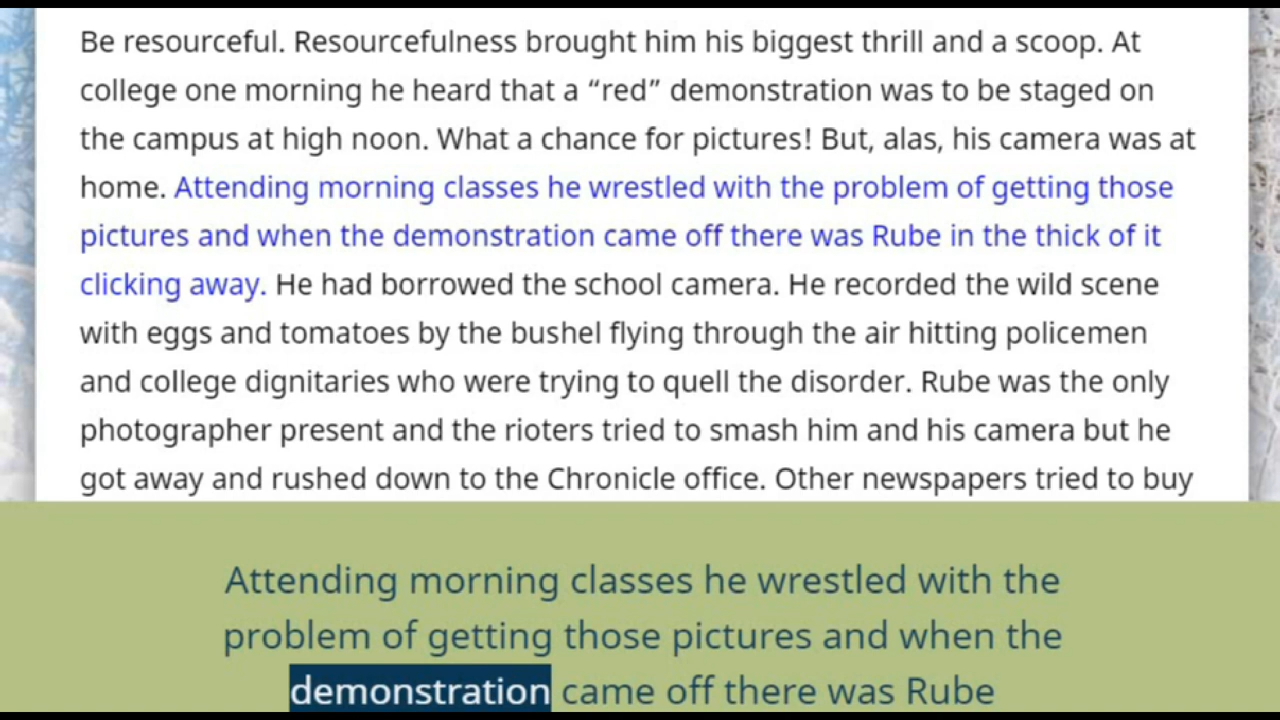 Be resourceful. Resourcefulness brought him his biggest thrill and a scoop. At
college one morning he heard that a “red” demonstration was to be staged on
the campus at high noon. What a chance for pictures! But, alas, his camera was at
home. Attending morning classes he wrestled with the problem of getting those
pictures and when the demonstration came off there was Rube in the thick of it
clicking away. He had borrowed the school camera. He recorded the wild scene
with eggs and tomatoes by the bushel flying through the air hitting policemen
and college dignitaries who were trying to quell the disorder. Rube was the only
photographer present and the rioters tried to smash him and his camera but he
got away and rushed down to the Chronicle office. Other newspapers tried to buy
Attending morning classes he wrestled with the
problem of getting those pictures and when the
demonstration came off there was Rube